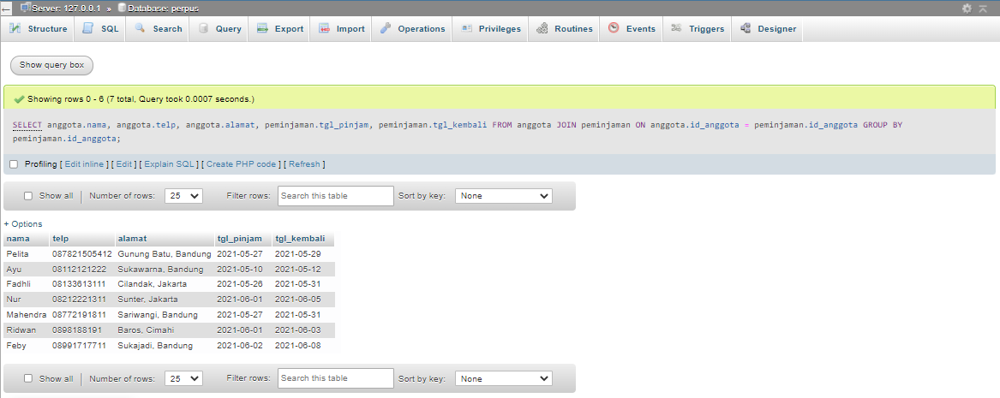 Server: 127.0.0.1 » Database: perpus
Structure SQL Search Query Export Import Operations Privileges Routines Events Triggers Designer
Show query box
Showing rows 0 - 6 (7 total, Query took 0.0007 seconds.)
SELECT anggota.nama, anggota.telp, anggota.alamat, peminjaman.tgl_pinjam, peminjaman.tgl_kembali FROM anggota JOIN peminjaman ON anggota.id_anggota = peminjaman.id_anggota GROUP BY
peminjaman.id_anggota;
Profiling [ Edit inline ] [ Edit ] [ Explain SQL ] [ Create PHP code ] [ Refresh ]
Show all | Number of rows: 25 Filter rows: Search this table Sort by key: None
+ Options
nama telp alamat tgl_pinjam tgl_kembali
Pelita 087821505412 Gunung Batu, Bandung 2021-05-27 2021-05-29
Ayu 08112121222 Sukawarna, Bandung 2021-05-10 2021-05-12
Fadhli 08133613111 Cilandak, Jakarta 2021-05-26 2021-05-31
Nur 08212221311 Sunter, Jakarta 2021-06-01 2021-06-05
Mahendra 08772191811 Sariwangi, Bandung 2021-05-27 2021-05-31
Ridwan 0898188191 Baros, Cimahi 2021-06-01 2021-06-03
Feby 08991717711 Sukajadi, Bandung 2021-06-02 2021-06-08
Show all | Number of rows: 25 Filter rows: Search this table Sort by key: None